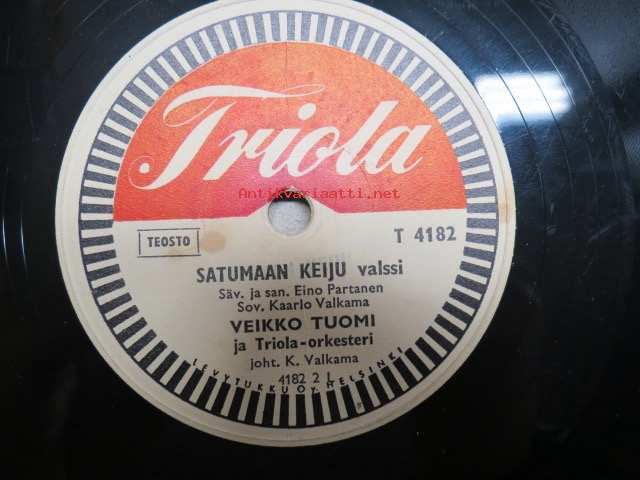 Triola
Antikvariaatti.net
TEOSTO
T 4182
SATUMAAN KEIJU valssi
Säv. ja san. Eino Partanen
Sov. Kaarlo Valkama
VEIKKO TUOMI
ja Triola-orkesteri
joht. K. Valkama
4182 2 L
LEVYTUKKU OY, HELSINKI